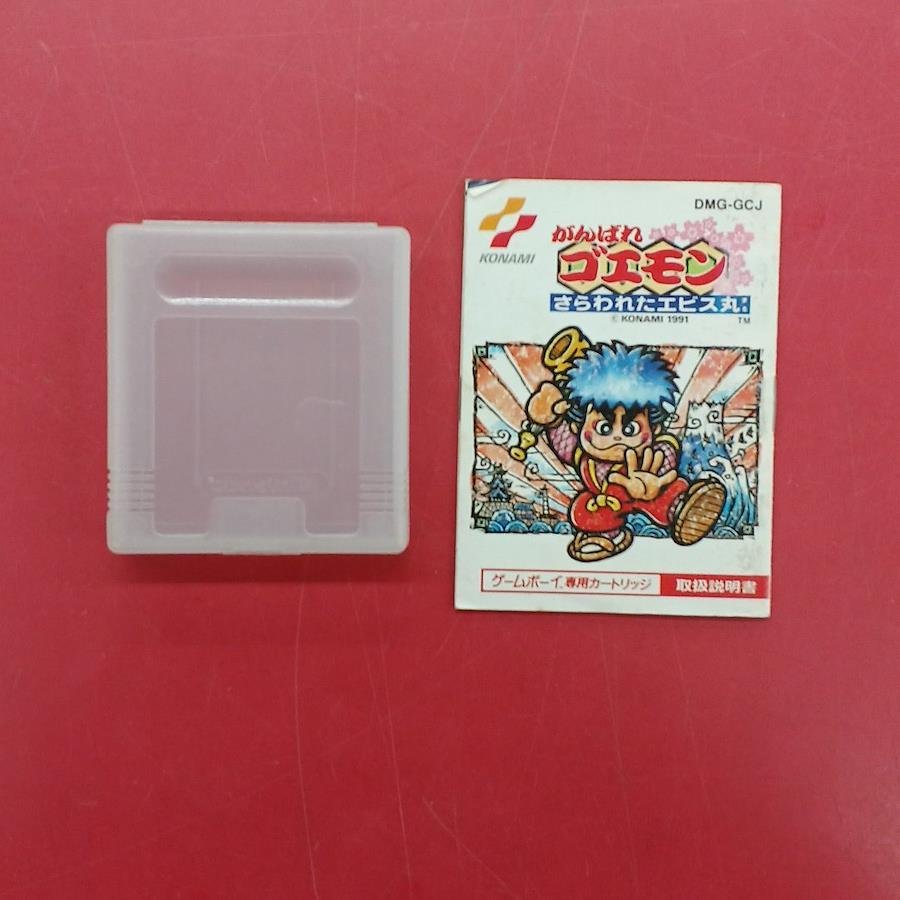 DMG-GCJ
KONAMI
がんばれ
ゴエモン
さらわれたエビス丸
© KONAMI 1991
TM
ゲームボーイ™専用カートリッジ
取扱説明書